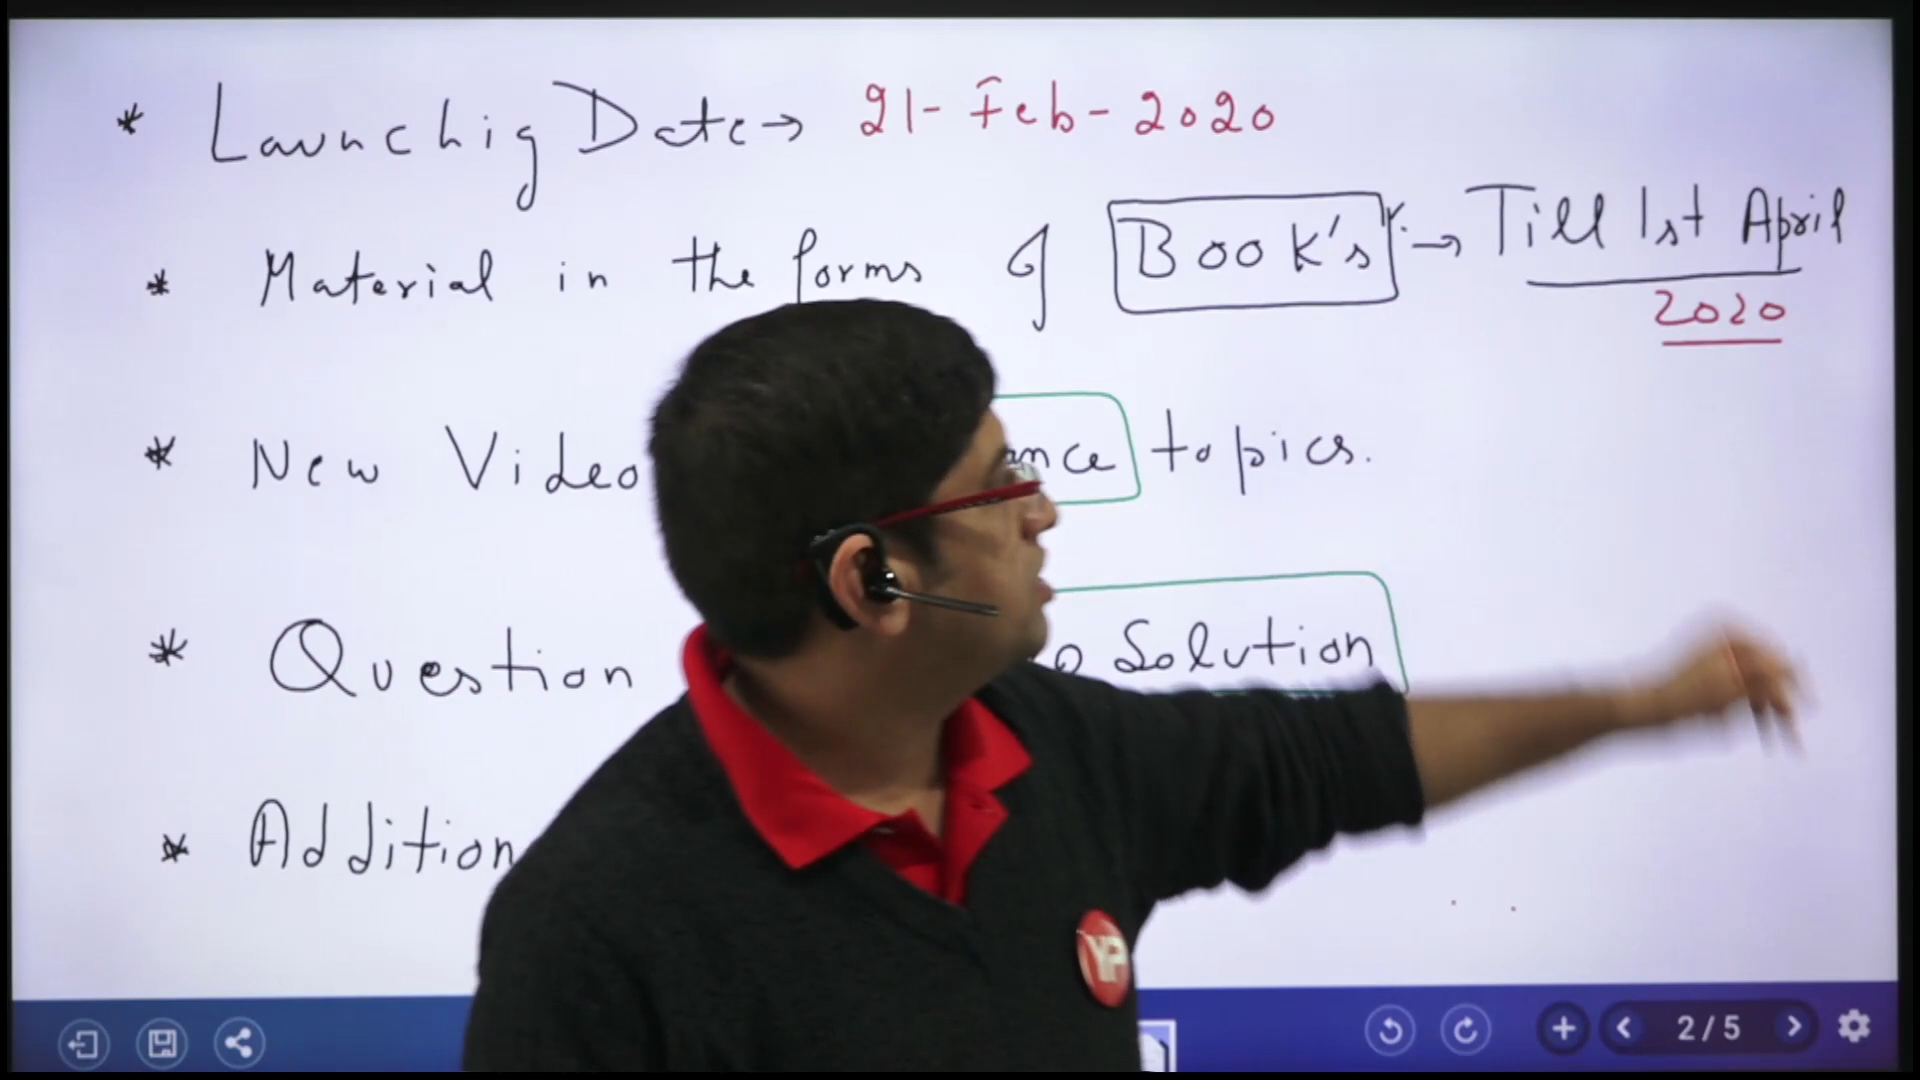 * Launchig Date → 21-Feb-2020
* Material in the forms of Book's → Till 1st April
2020
* New Video ance topics.
* Question o Solution
* Addition
YP
2/5